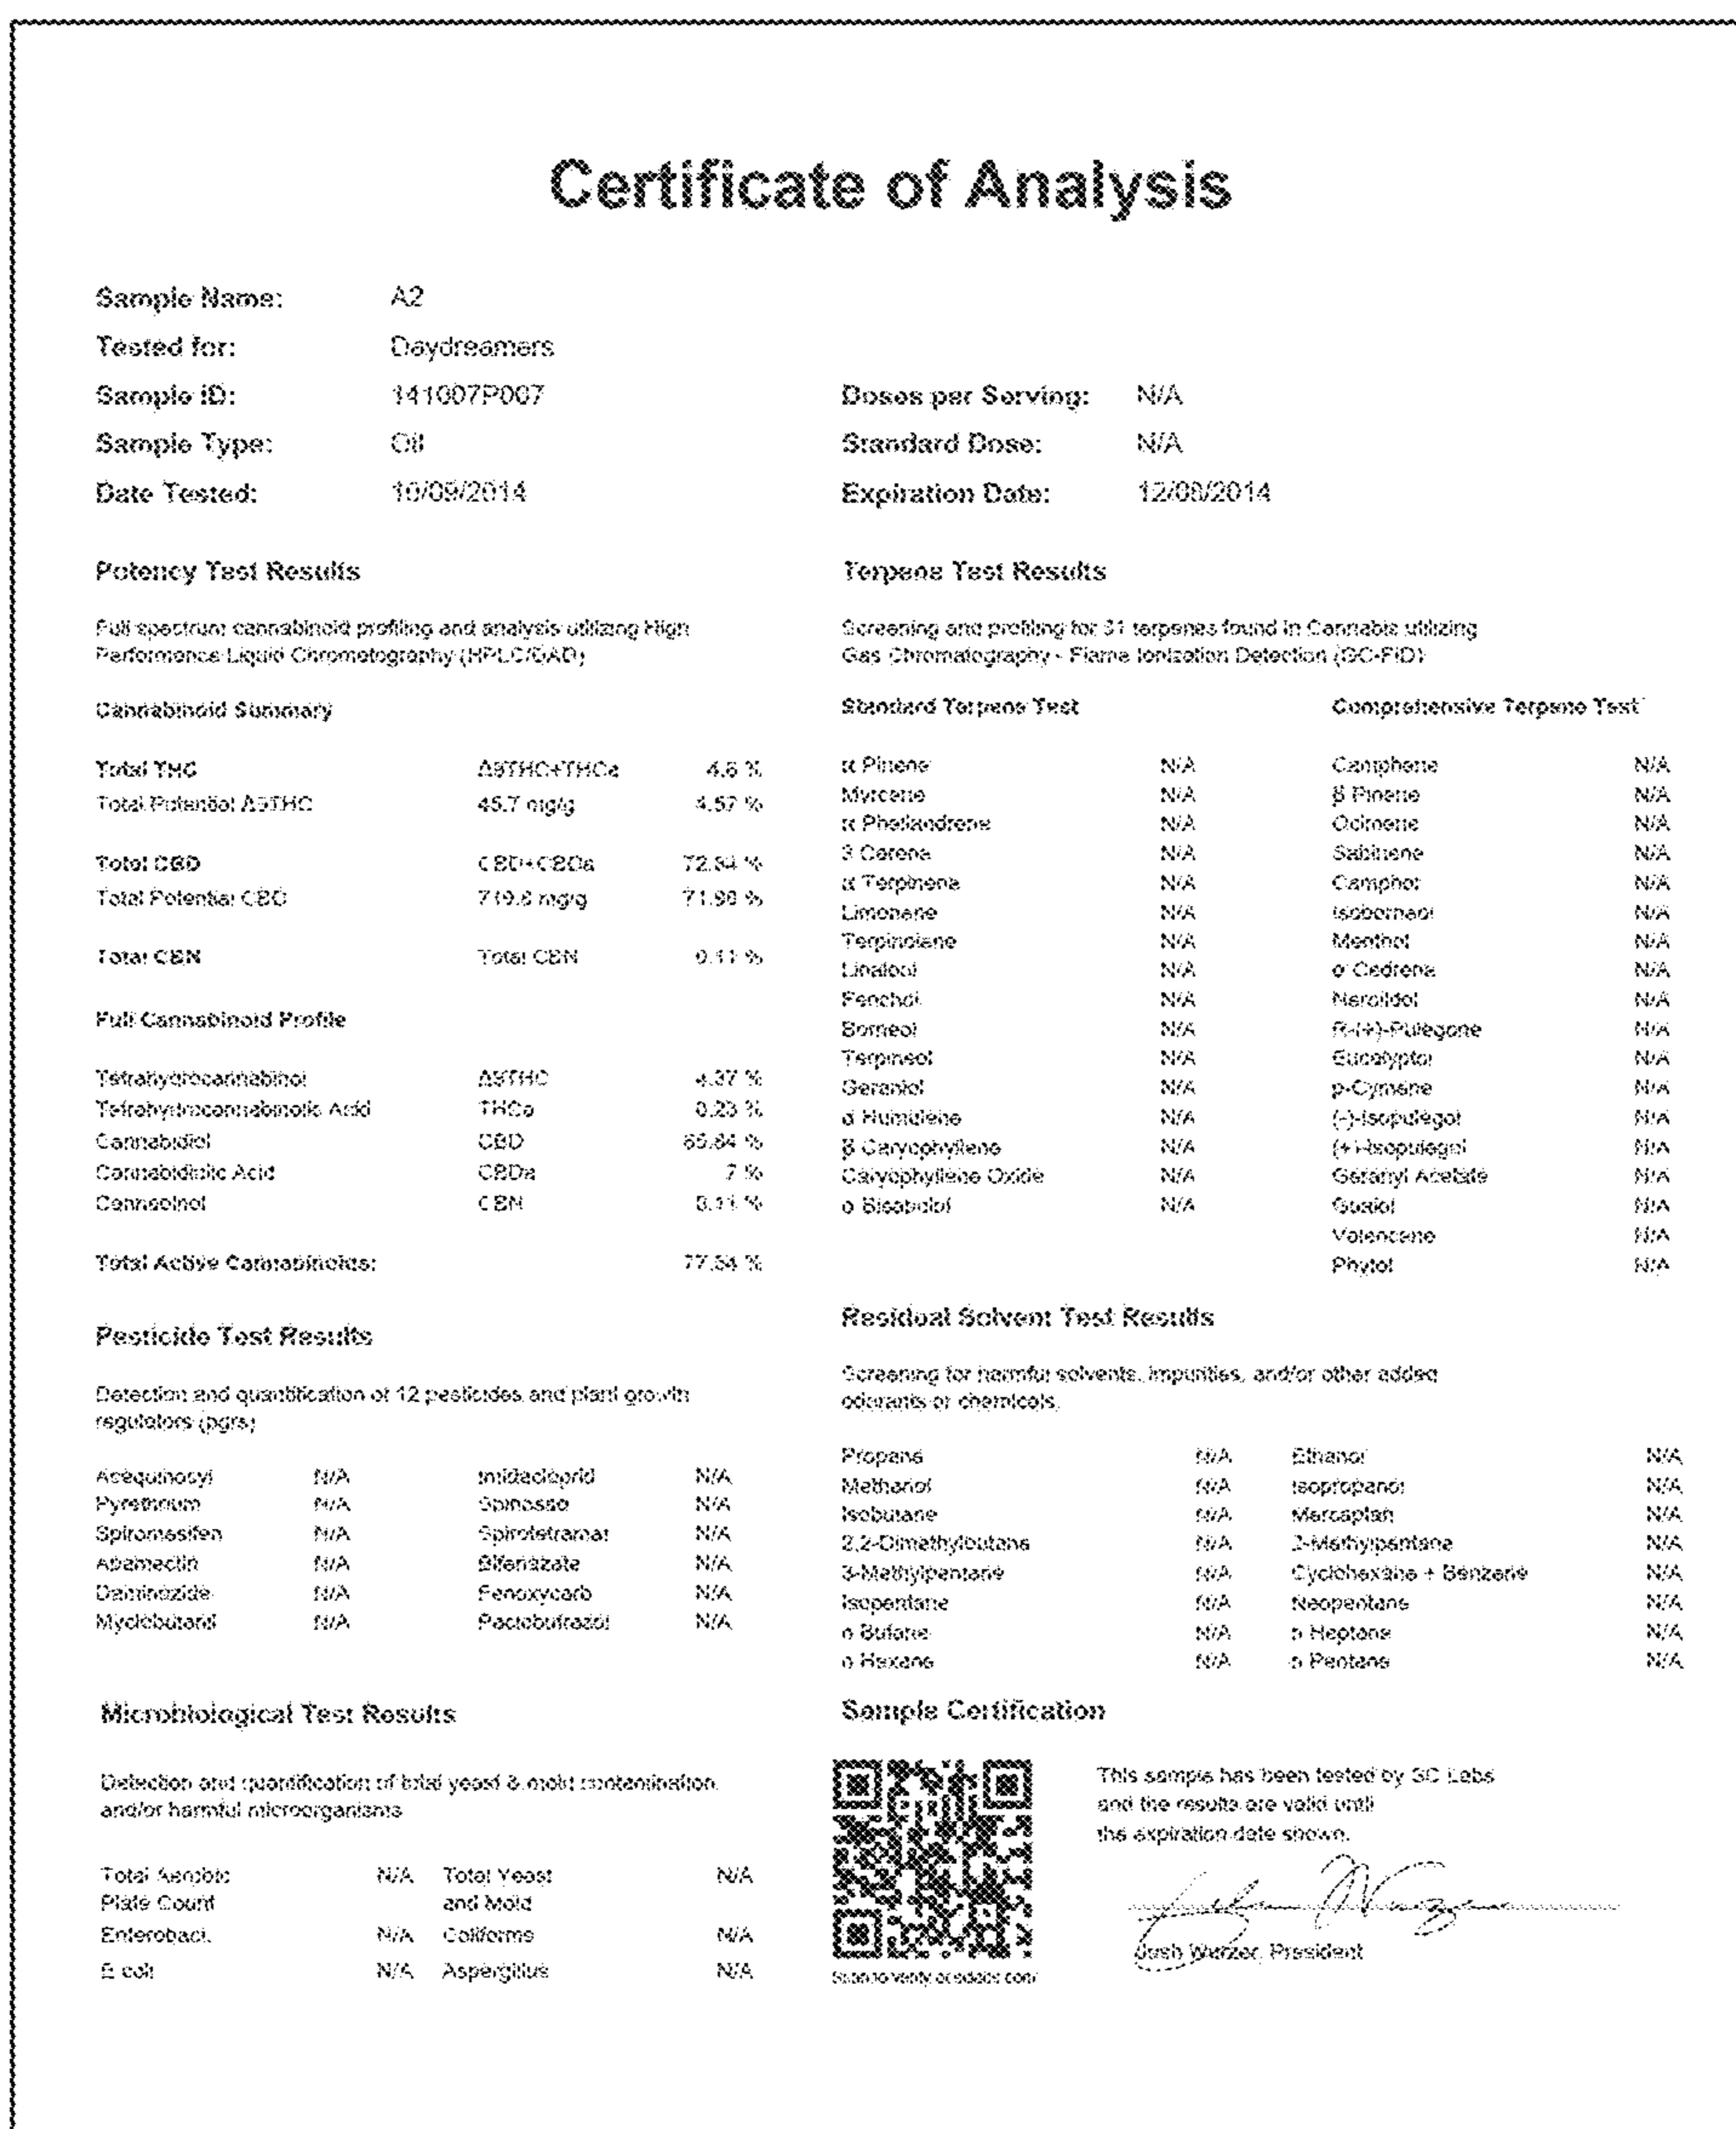 Certificate of Analysis
Sample Name: A2
Tested for: Daydreamers
Sample ID: 141007P007
Doses per Serving: N/A
Sample Type: Oil
Standard Dose: N/A
Date Tested: 10/09/2014
Expiration Date: 12/08/2014
Potency Test Results
Full spectrum cannabinoid profiling and analysis utilizing High
Performance Liquid Chromatography (HPLC/DAD)
Cannabinoid Summary
Total THC Δ9THC+THCa 4.6 %
Total Potential Δ9THC 45.7 mg/g 4.57 %
Total CBD CBD+CBDa 72.84 %
Total Potential CBD 719.8 mg/g 71.98 %
Total CBN Total CBN 0.11 %
Full Cannabinoid Profile
Tetrahydrocannabinol Δ9THC 4.37 %
Tetrahydrocannabinolic Acid THCa 0.23 %
Cannabidiol CBD 65.84 %
Cannabidiolic Acid CBDa 7 %
Cannabinol CBN 0.11 %
Total Active Cannabinoids: 77.54 %
Terpene Test Results
Screening and profiling for 31 terpenes found in Cannabis utilizing
Gas Chromatography - Flame Ionization Detection (GC-FID)
Standard Terpene Test Comprehensive Terpene Test
α Pinene N/A Camphene N/A
Myrcene N/A β Pinene N/A
α Phellandrene N/A Ocimene N/A
3 Carene N/A Sabinene N/A
α Terpinene N/A Camphor N/A
Limonene N/A Isoborneol N/A
Terpinolene N/A Menthol N/A
Linalool N/A α Cedrene N/A
Fenchol N/A Nerolidol N/A
Borneol N/A R-(+)-Pulegone N/A
Terpineol N/A Eucalyptol N/A
Geraniol N/A p-Cymene N/A
α Humulene N/A (-)-Isopulegol N/A
β Caryophyllene N/A (+)-Isopulegol N/A
Caryophyllene Oxide N/A Geranyl Acetate N/A
α Bisabolol N/A Guaiol N/A
Valencene N/A
Phytol N/A
Pesticide Test Results
Detection and quantification of 12 pesticides and plant growth
regulators (pgrs)
Acequinocyl N/A Imidacloprid N/A
Pyrethrum N/A Spinosad N/A
Spiromesifen N/A Spirotetramat N/A
Abamectin N/A Bifenazate N/A
Daminozide N/A Fenoxycarb N/A
Myclobutanil N/A Paclobutrazol N/A
Residual Solvent Test Results
Screening for harmful solvents, impurities, and/or other added
odorants or chemicals.
Propane N/A Ethanol N/A
Methanol N/A Isopropanol N/A
Isobutane N/A Mercaptan N/A
2,2-Dimethylbutane N/A 2-Methylpentane N/A
3-Methylpentane N/A Cyclohexane + Benzene N/A
Isopentane N/A Neopentane N/A
n Butane N/A n Heptane N/A
n Hexane N/A n Pentane N/A
Microbiological Test Results
Detection and quantification of total yeast & mold contamination
and/or harmful microorganisms
Total Aerobic N/A Total Yeast N/A
Plate Count and Mold
Enterobact. N/A Coliforms N/A
E coli N/A Aspergillus N/A
Sample Certification
This sample has been tested by SC Labs
and the results are valid until
the expiration date shown.
Josh Wurzer, President
Scan to verify at sclabs.com